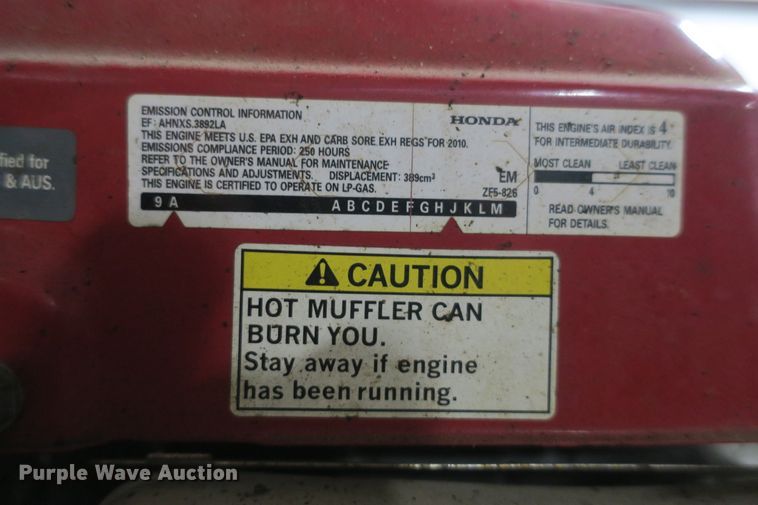 EMISSION CONTROL INFORMATION
EF: AHNXS.3892LA
HONDA
THIS ENGINE MEETS U.S. EPA EXH AND CARB SORE EXH REGS FOR 2010.
EMISSIONS COMPLIANCE PERIOD: 250 HOURS
REFER TO THE OWNER'S MANUAL FOR MAINTENANCE
SPECIFICATIONS AND ADJUSTMENTS. DISPLACEMENT: 389cm³ EM
THIS ENGINE IS CERTIFIED TO OPERATE ON LP-GAS. ZF5-826
9 A A B C D E F G H J K L M
THIS ENGINE'S AIR INDEX IS 4
FOR INTERMEDIATE DURABILITY.
MOST CLEAN LEAST CLEAN
0 4 10
READ OWNER'S MANUAL
FOR DETAILS.
fied for
& AUS.
CAUTION
HOT MUFFLER CAN
BURN YOU.
Stay away if engine
has been running.
Purple Wave Auction